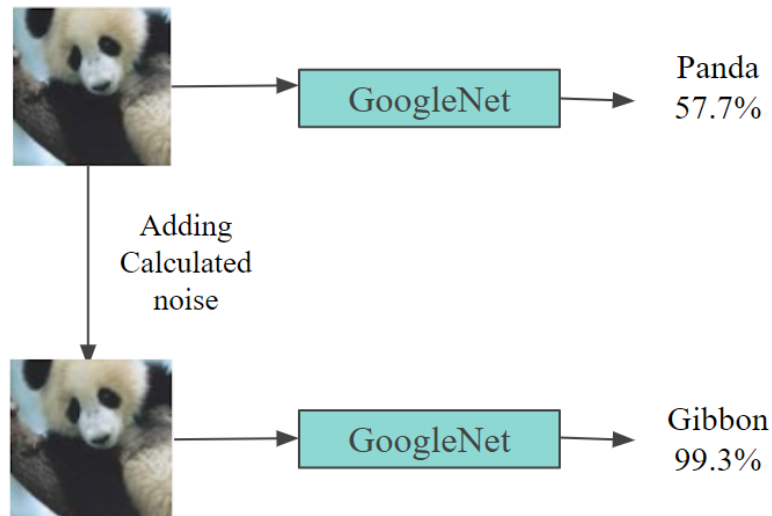 GoogleNet
Panda
57.7%
Adding
Calculated
noise
GoogleNet
Gibbon
99.3%